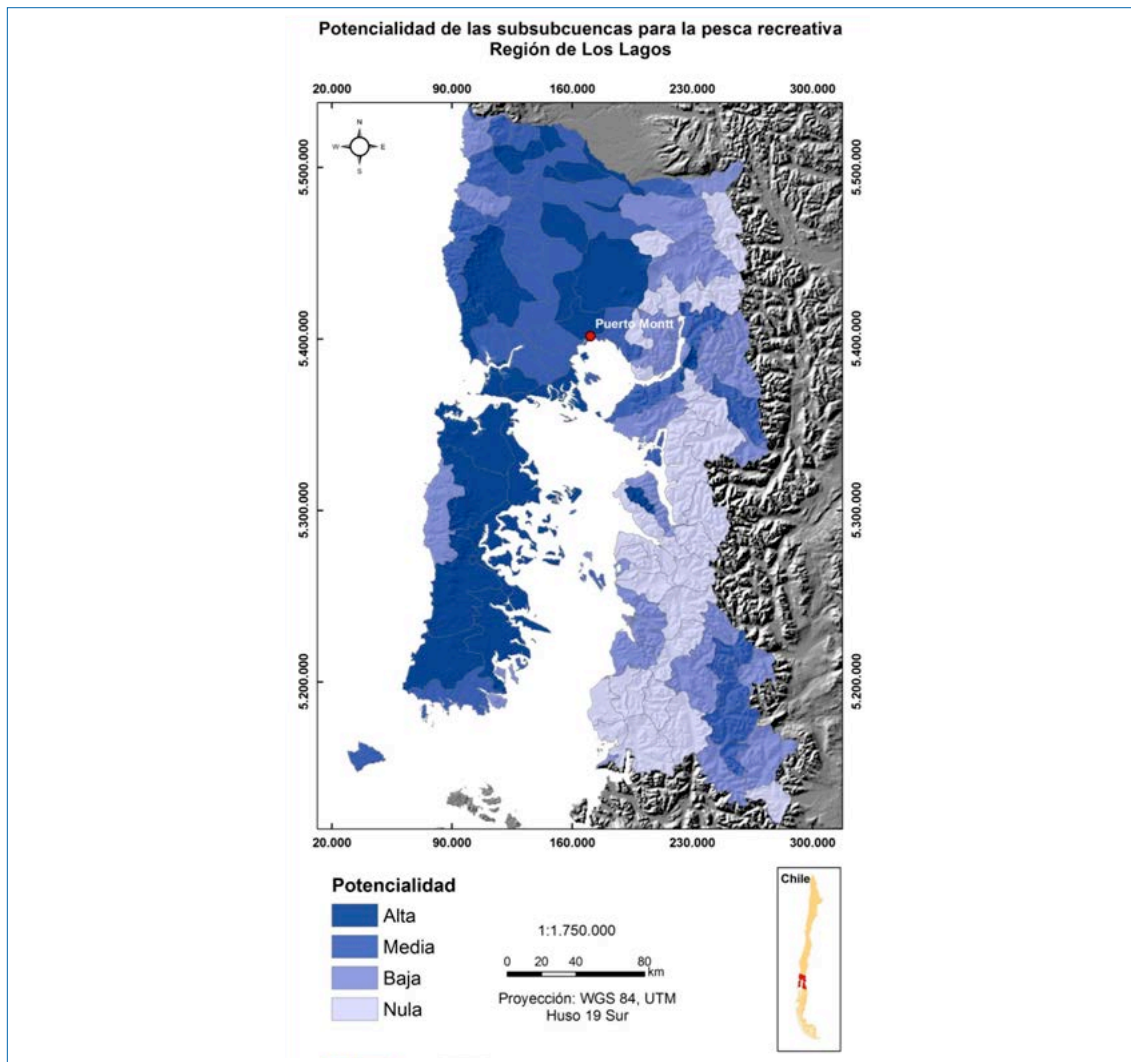 Potencialidad de las subsubcuencas para la pesca recreativa
Región de Los Lagos
20.000 90.000 160.000 230.000 300.000
N
W E
S
5.500.000 5.500.000
5.400.000 5.400.000
5.300.000 5.300.000
5.200.000 5.200.000
Puerto Montt
20.000 90.000 160.000 230.000 300.000
Potencialidad
Alta
Media
Baja
Nula
1:1.750.000
0 20 40 80
km
Proyección: WGS 84, UTM
Huso 19 Sur
Chile